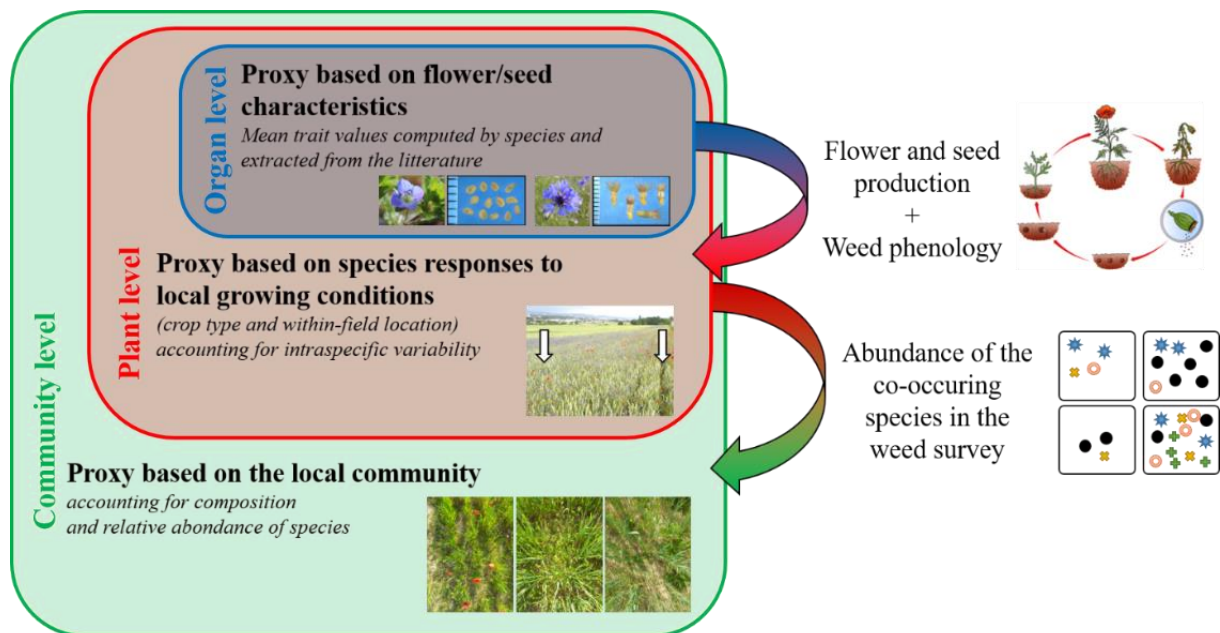 Organ level
Proxy based on flower/seed
characteristics
Mean trait values computed by species and
extracted from the litterature
Plant level
Proxy based on species responses to
local growing conditions
(crop type and within-field location)
accounting for intraspecific variability
Community level
Proxy based on the local community
accounting for composition
and relative abondance of species
Flower and seed
production
+
Weed phenology
Abundance of the
co-occuring
species in the
weed survey